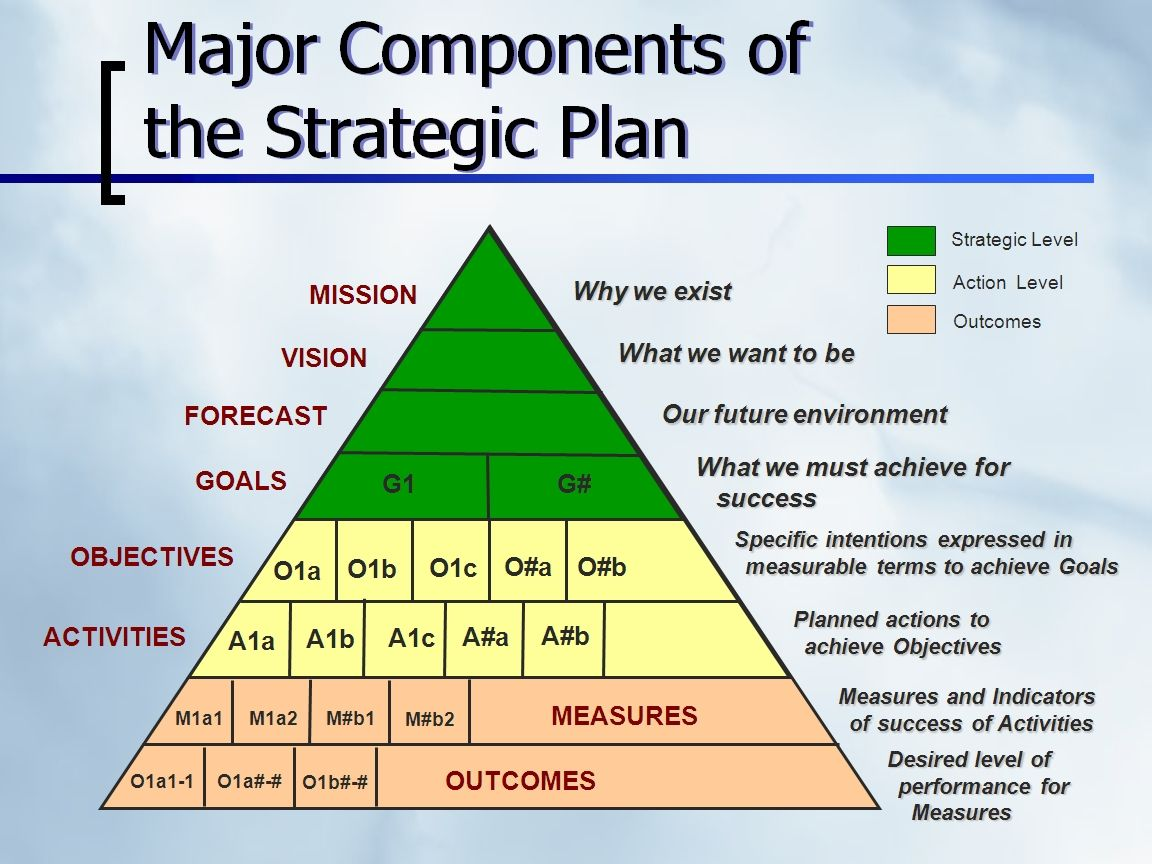 Major Components of
the Strategic Plan
Strategic Level
Action Level
Outcomes
MISSION
Why we exist
VISION
What we want to be
FORECAST
Our future environment
GOALS
G1
G#
What we must achieve for
success
OBJECTIVES
O1a
O1b
O1c
O#a
O#b
Specific intentions expressed in
measurable terms to achieve Goals
ACTIVITIES
A1a
A1b
A1c
A#a
A#b
Planned actions to
achieve Objectives
M1a1
M1a2
M#b1
M#b2
MEASURES
Measures and Indicators
of success of Activities
O1a1-1
O1a#-#
O1b#-#
OUTCOMES
Desired level of
performance for
Measures